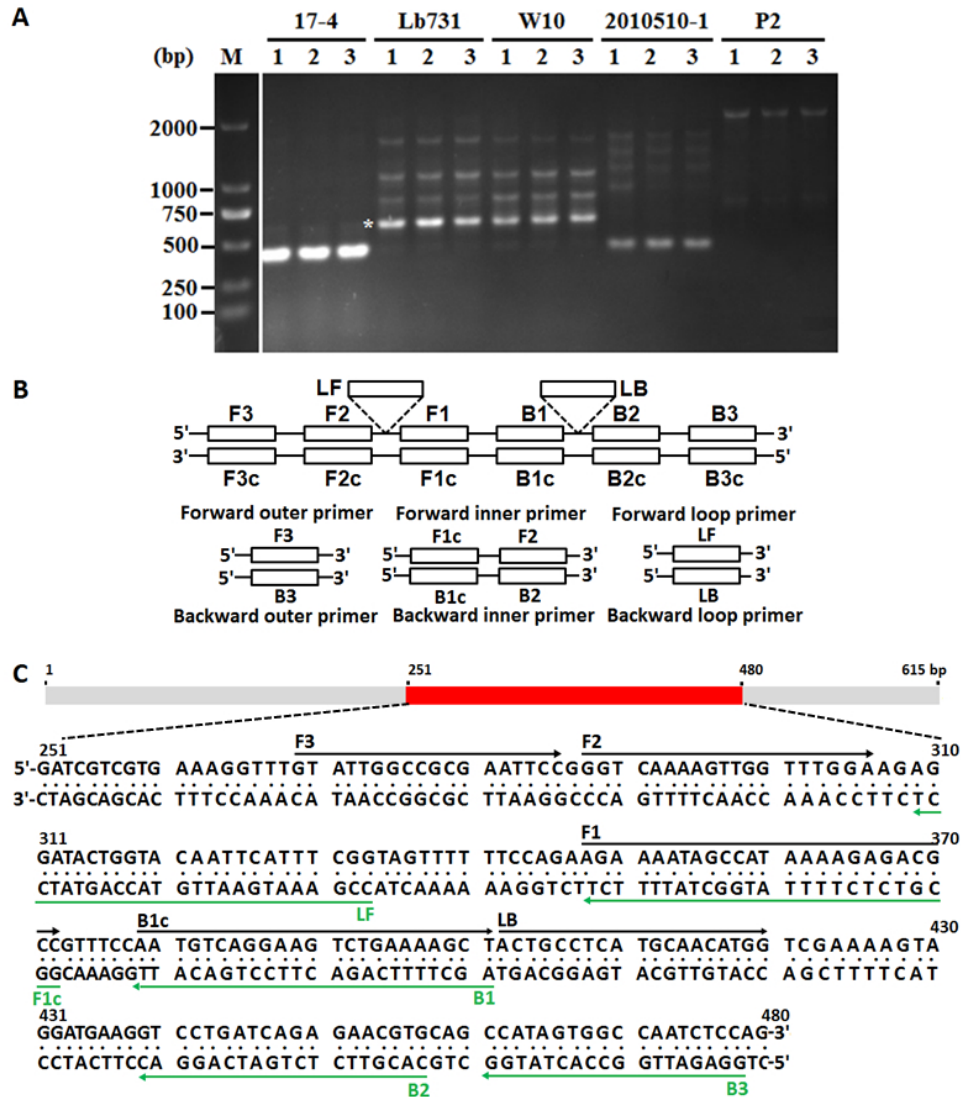 A
17-4 Lb731 W10 2010510-1 P2
(bp) M 1 2 3 1 2 3 1 2 3 1 2 3 1 2 3
2000
1000
750
*
500
250
100
B
LF LB
F3 F2 F1 B1 B2 B3
5'- -3'
3'- -5'
F3c F2c F1c B1c B2c B3c
Forward outer primer Forward inner primer Forward loop primer
F3 F1c F2 LF
5'- -3' 5'- -3' 5'- -3'
5'- -3' 5'- -3' 5'- -3'
B3 B1c B2 LB
Backward outer primer Backward inner primer Backward loop primer
C
1 251 480 615 bp
F3 F2
251 310
5'-GATCGTCGTG AAAGGTTTGT ATTGGCCGCG AATTCCGGGT CAAAAGTTGG TTTGGAAGAG
3'-CTAGCAGCAC TTTCCAAACA TAACCGGCGC TTAAGGCCCA GTTTTCAACC AAACCTTCTC
311 F1 370
GATACTGGTA CAATTCATTT CGGTAGTTTT TTCCAGAAGA AAATAGCCAT AAAAGAGACG
CTATGACCAT GTTAAGTAAA GCCATCAAAA AAGGTCTTCT TTTATCGGTA TTTTCTCTGC
LF
B1c LB 430
CCGTTTCCAA TGTCAGGAAG TCTGAAAAGCT ACTGCCTCA TGCAACATGG TCGAAAAGTA
GGCAAAGGTT ACAGTCCTTC AGACTTTTCGA TGACGGAGT ACGTTGTACC AGCTTTTCAT
F1c B1
431 480
GGATGAAGGT CCTGATCAGA GAACGTGCAG CCATAGTGGC CAATCTCCAG-3'
CCTACTTCCA GGACTAGTCT CTTGCACGTC GGTATCACCG GTTAGAGGTC-5'
B2 B3